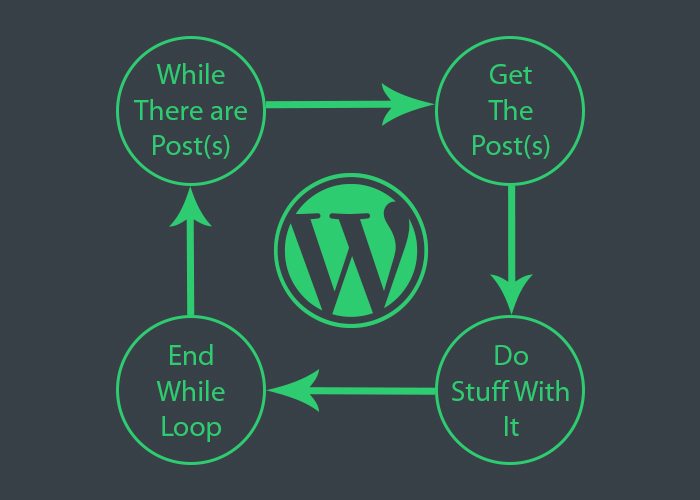 While
There are
Post(s)
Get
The
Post(s)
Do
Stuff With
It
End
While
Loop